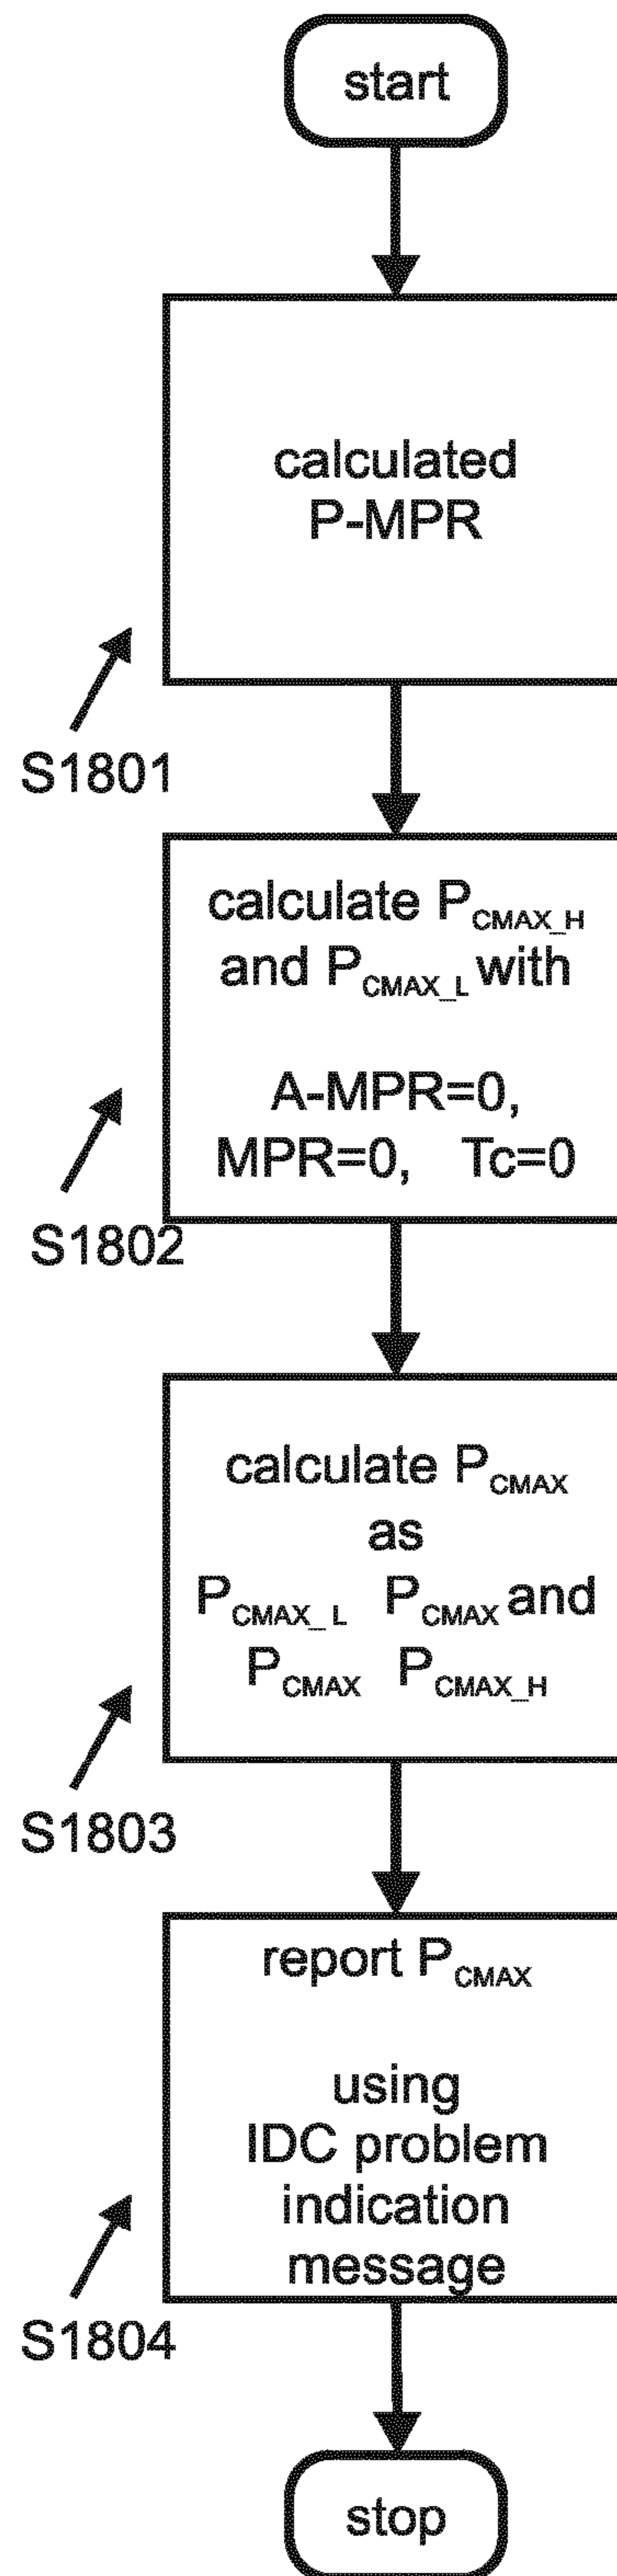 start
calculated
P-MPR
S1801
calculate PCMAX_H
and PCMAX_L with
A-MPR=0,
MPR=0, Tc=0
S1802
calculate PCMAX
as
PCMAX_L PCMAX and
PCMAX PCMAX_H
S1803
report PCMAX
using
IDC problem
indication
message
S1804
stop